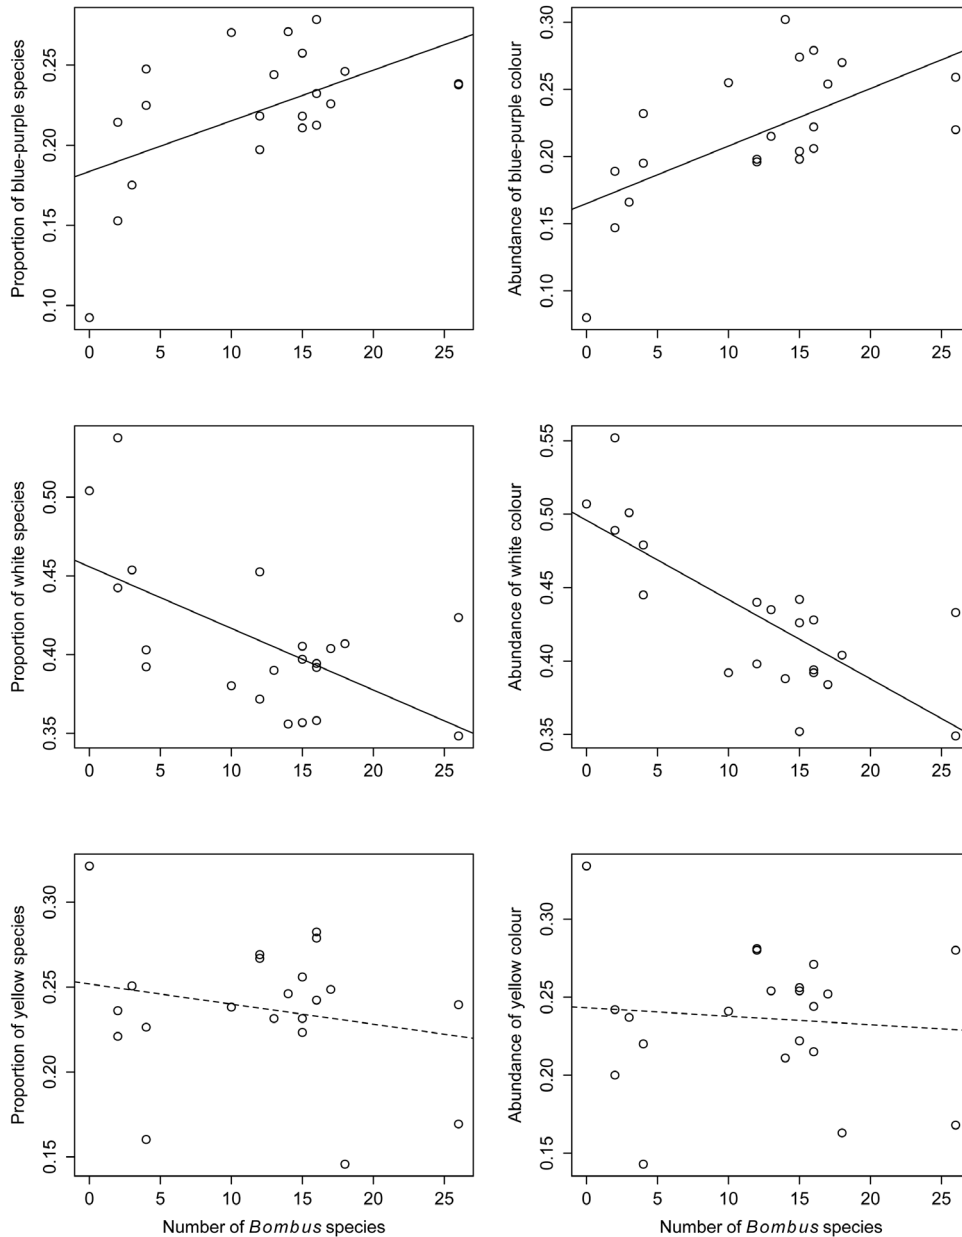 Proportion of blue-purple species
0.10 0.15 0.20 0.25
0 5 10 15 20 25
Abundance of blue-purple colour
0.10 0.15 0.20 0.25 0.30
0 5 10 15 20 25
Proportion of white species
0.35 0.40 0.45 0.50
0 5 10 15 20 25
Abundance of white colour
0.35 0.40 0.45 0.50 0.55
0 5 10 15 20 25
Proportion of yellow species
0.15 0.20 0.25 0.30
0 5 10 15 20 25
Number of Bombus species
Abundance of yellow colour
0.15 0.20 0.25 0.30
0 5 10 15 20 25
Number of Bombus species